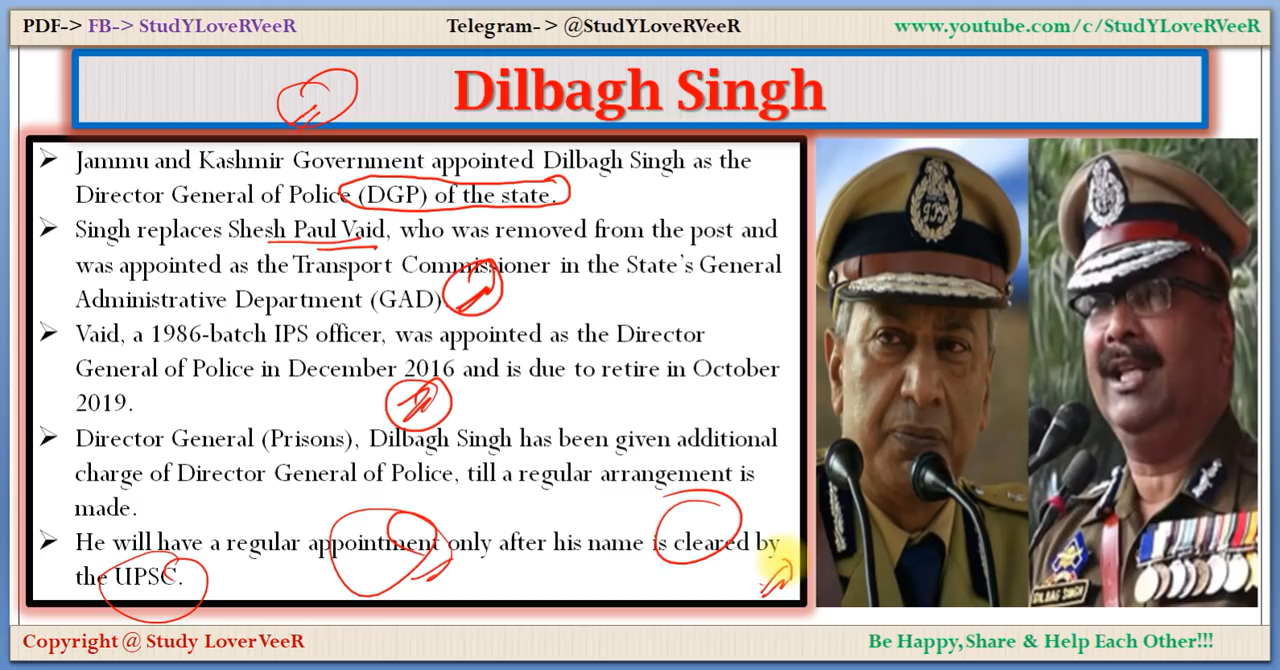 PDF-> FB-> StudYLoveRVeeR Telegram-> @StudYLoveRVeeR www.youtube.com/c/StudYLoveRVeeR
Dilbagh Singh
➢ Jammu and Kashmir Government appointed Dilbagh Singh as the
Director General of Police (DGP) of the state.
➢ Singh replaces Shesh Paul Vaid, who was removed from the post and
was appointed as the Transport Commissioner in the State's General
Administrative Department (GAD)
➢ Vaid, a 1986-batch IPS officer, was appointed as the Director
General of Police in December 2016 and is due to retire in October
2019.
➢ Director General (Prisons), Dilbagh Singh has been given additional
charge of Director General of Police, till a regular arrangement is
made.
➢ He will have a regular appointment only after his name is cleared by
the UPSC.
DILBAG SINGH
Copyright @ Study LoverVeeR Be Happy,Share & Help Each Other!!!